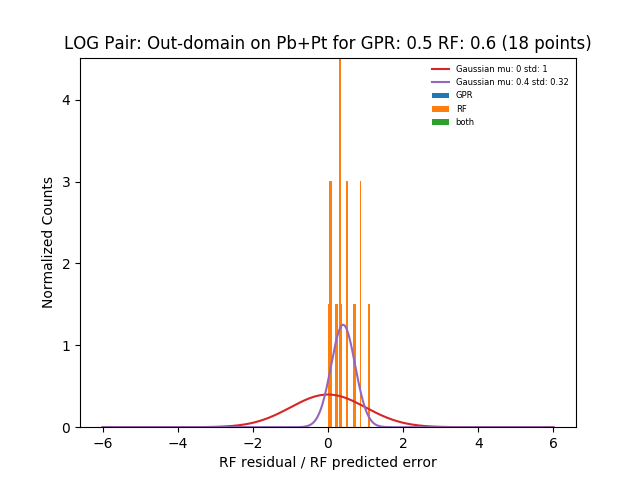 LOG Pair: Out-domain on Pb+Pt for GPR: 0.5 RF: 0.6 (18 points)
Gaussian mu: 0 std: 1
Gaussian mu: 0.4 std: 0.32
GPR
RF
both
Normalized Counts
4
3
2
1
0
−6 −4 −2 0 2 4 6
RF residual / RF predicted error